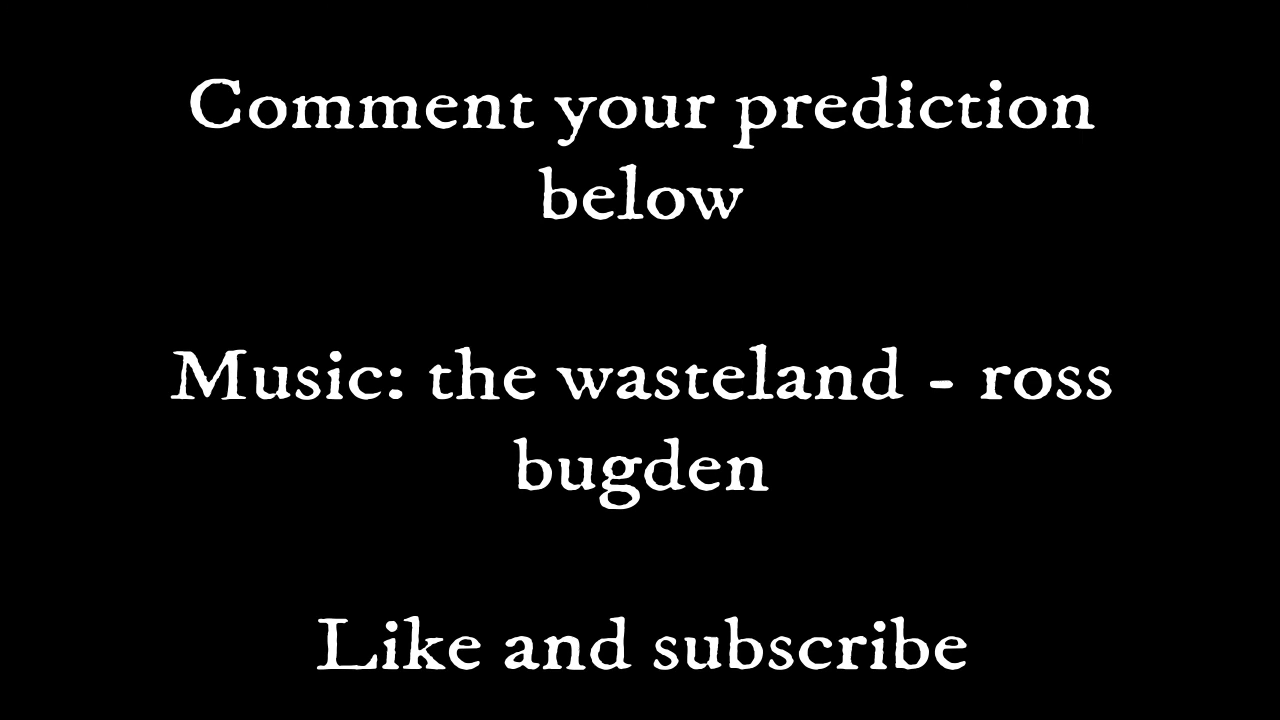 Comment your prediction
below
Music: the wasteland - ross
bugden
Like and subscribe